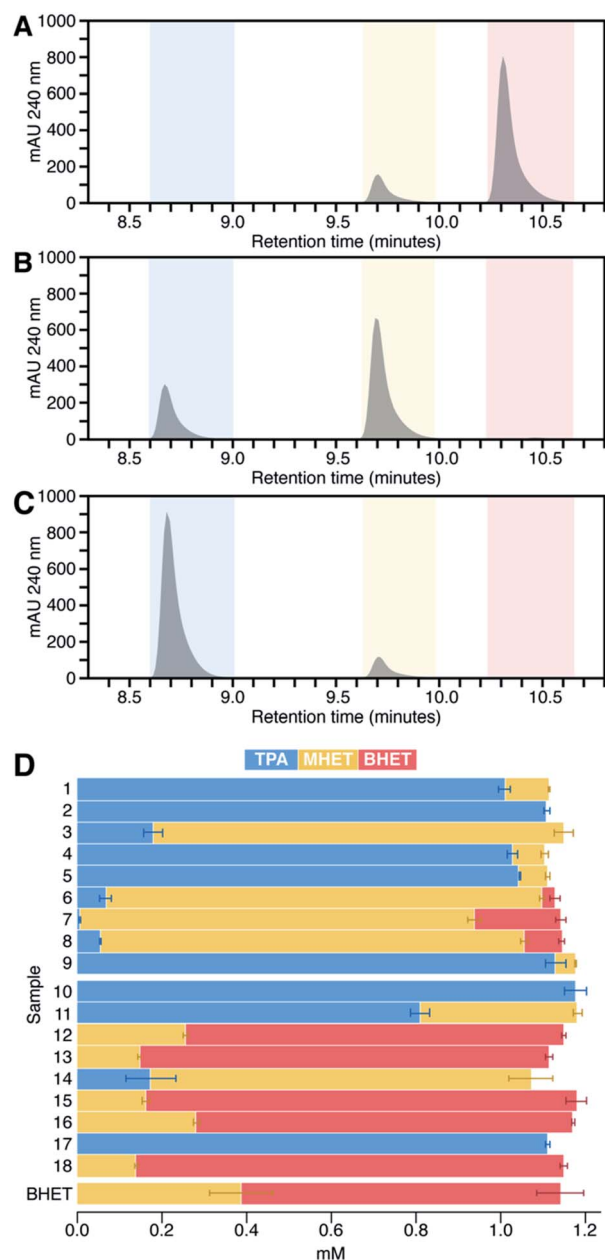 A
mAU 240 nm
1000
800
600
400
200
0
8.5 9.0 9.5 10.0 10.5
Retention time (minutes)
B
mAU 240 nm
1000
800
600
400
200
0
8.5 9.0 9.5 10.0 10.5
Retention time (minutes)
C
mAU 240 nm
1000
800
600
400
200
0
8.5 9.0 9.5 10.0 10.5
Retention time (minutes)
D
TPA MHET BHET
Sample
1
2
3
4
5
6
7
8
9
10
11
12
13
14
15
16
17
18
BHET
0.0 0.2 0.4 0.6 0.8 1.0 1.2
mM